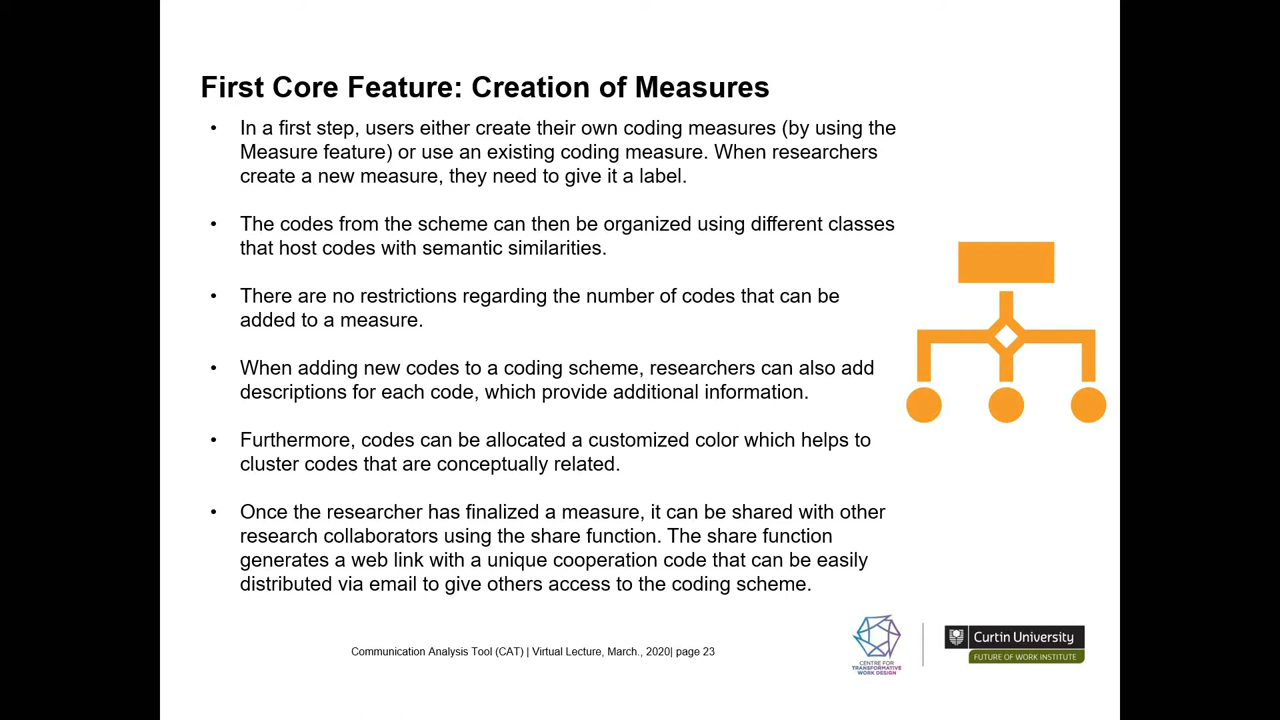 First Core Feature: Creation of Measures
• In a first step, users either create their own coding measures (by using the
Measure feature) or use an existing coding measure. When researchers
create a new measure, they need to give it a label.
• The codes from the scheme can then be organized using different classes
that host codes with semantic similarities.
• There are no restrictions regarding the number of codes that can be
added to a measure.
• When adding new codes to a coding scheme, researchers can also add
descriptions for each code, which provide additional information.
• Furthermore, codes can be allocated a customized color which helps to
cluster codes that are conceptually related.
• Once the researcher has finalized a measure, it can be shared with other
research collaborators using the share function. The share function
generates a web link with a unique cooperation code that can be easily
distributed via email to give others access to the coding scheme.
Communication Analysis Tool (CAT) | Virtual Lecture, March., 2020| page 23
CENTRE FOR
TRANSFORMATIVE
WORK DESIGN
Curtin University
FUTURE OF WORK INSTITUTE